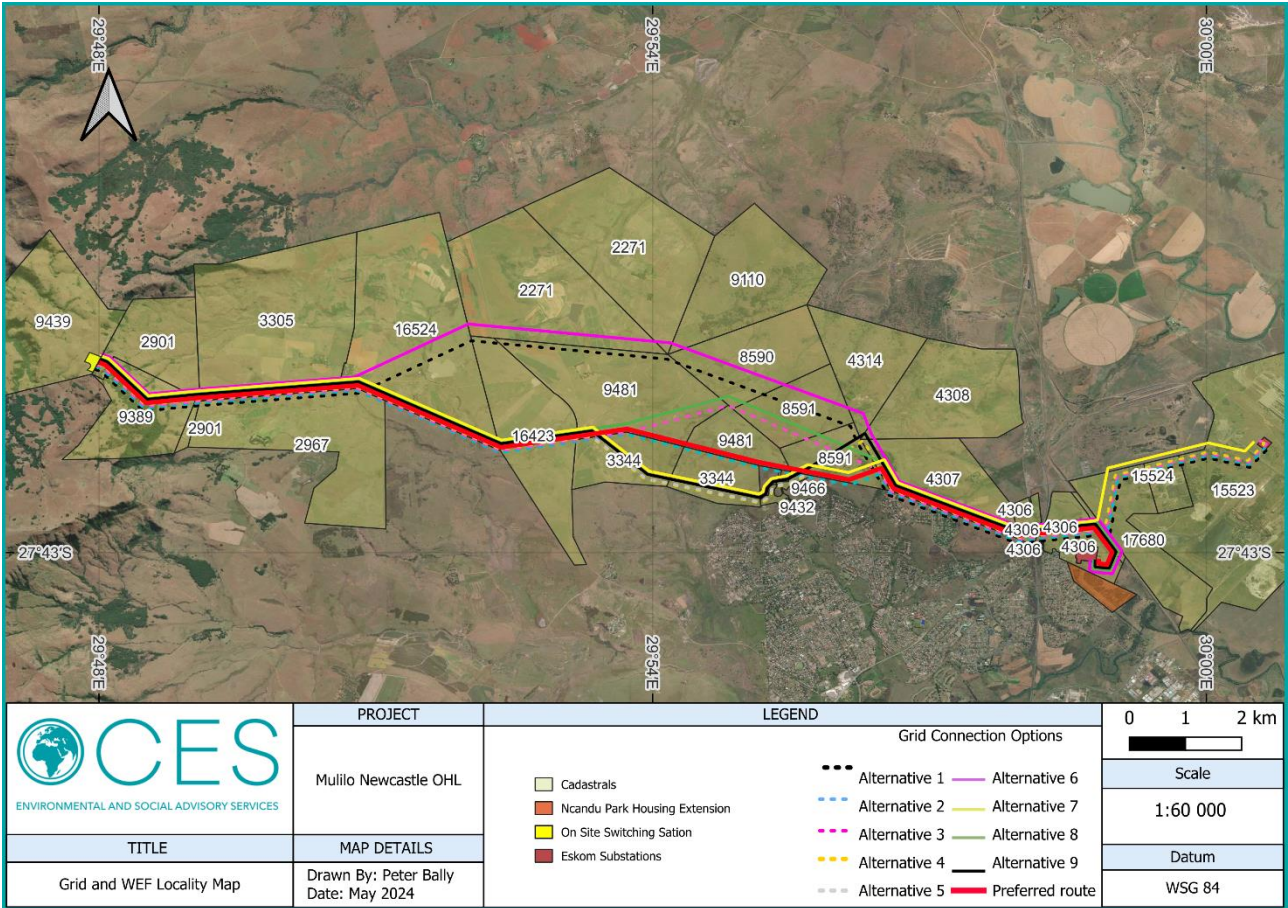 29°48'E
29°54'E
30°00'E
2271
2271
9110
9439
2901
3305
16524
8590
4314
4308
9481
8591
9389
2901
2967
16423
9481
3344
3344
8591
9466
9432
4307
15524
15523
4306
4306
4306
4306
4306
17680
27°43'S
27°43'S
29°48'E
29°54'E
30°00'E
CES
ENVIRONMENTAL AND SOCIAL ADVISORY SERVICES
PROJECT
Mulilo Newcastle OHL
TITLE
Grid and WEF Locality Map
MAP DETAILS
Drawn By: Peter Bally
Date: May 2024
LEGEND
Cadastrals
Ncandu Park Housing Extension
On Site Switching Sation
Eskom Substations
Grid Connection Options
Alternative 1
Alternative 2
Alternative 3
Alternative 4
Alternative 5
Alternative 6
Alternative 7
Alternative 8
Alternative 9
Preferred route
0 1 2 km
Scale
1:60 000
Datum
WSG 84